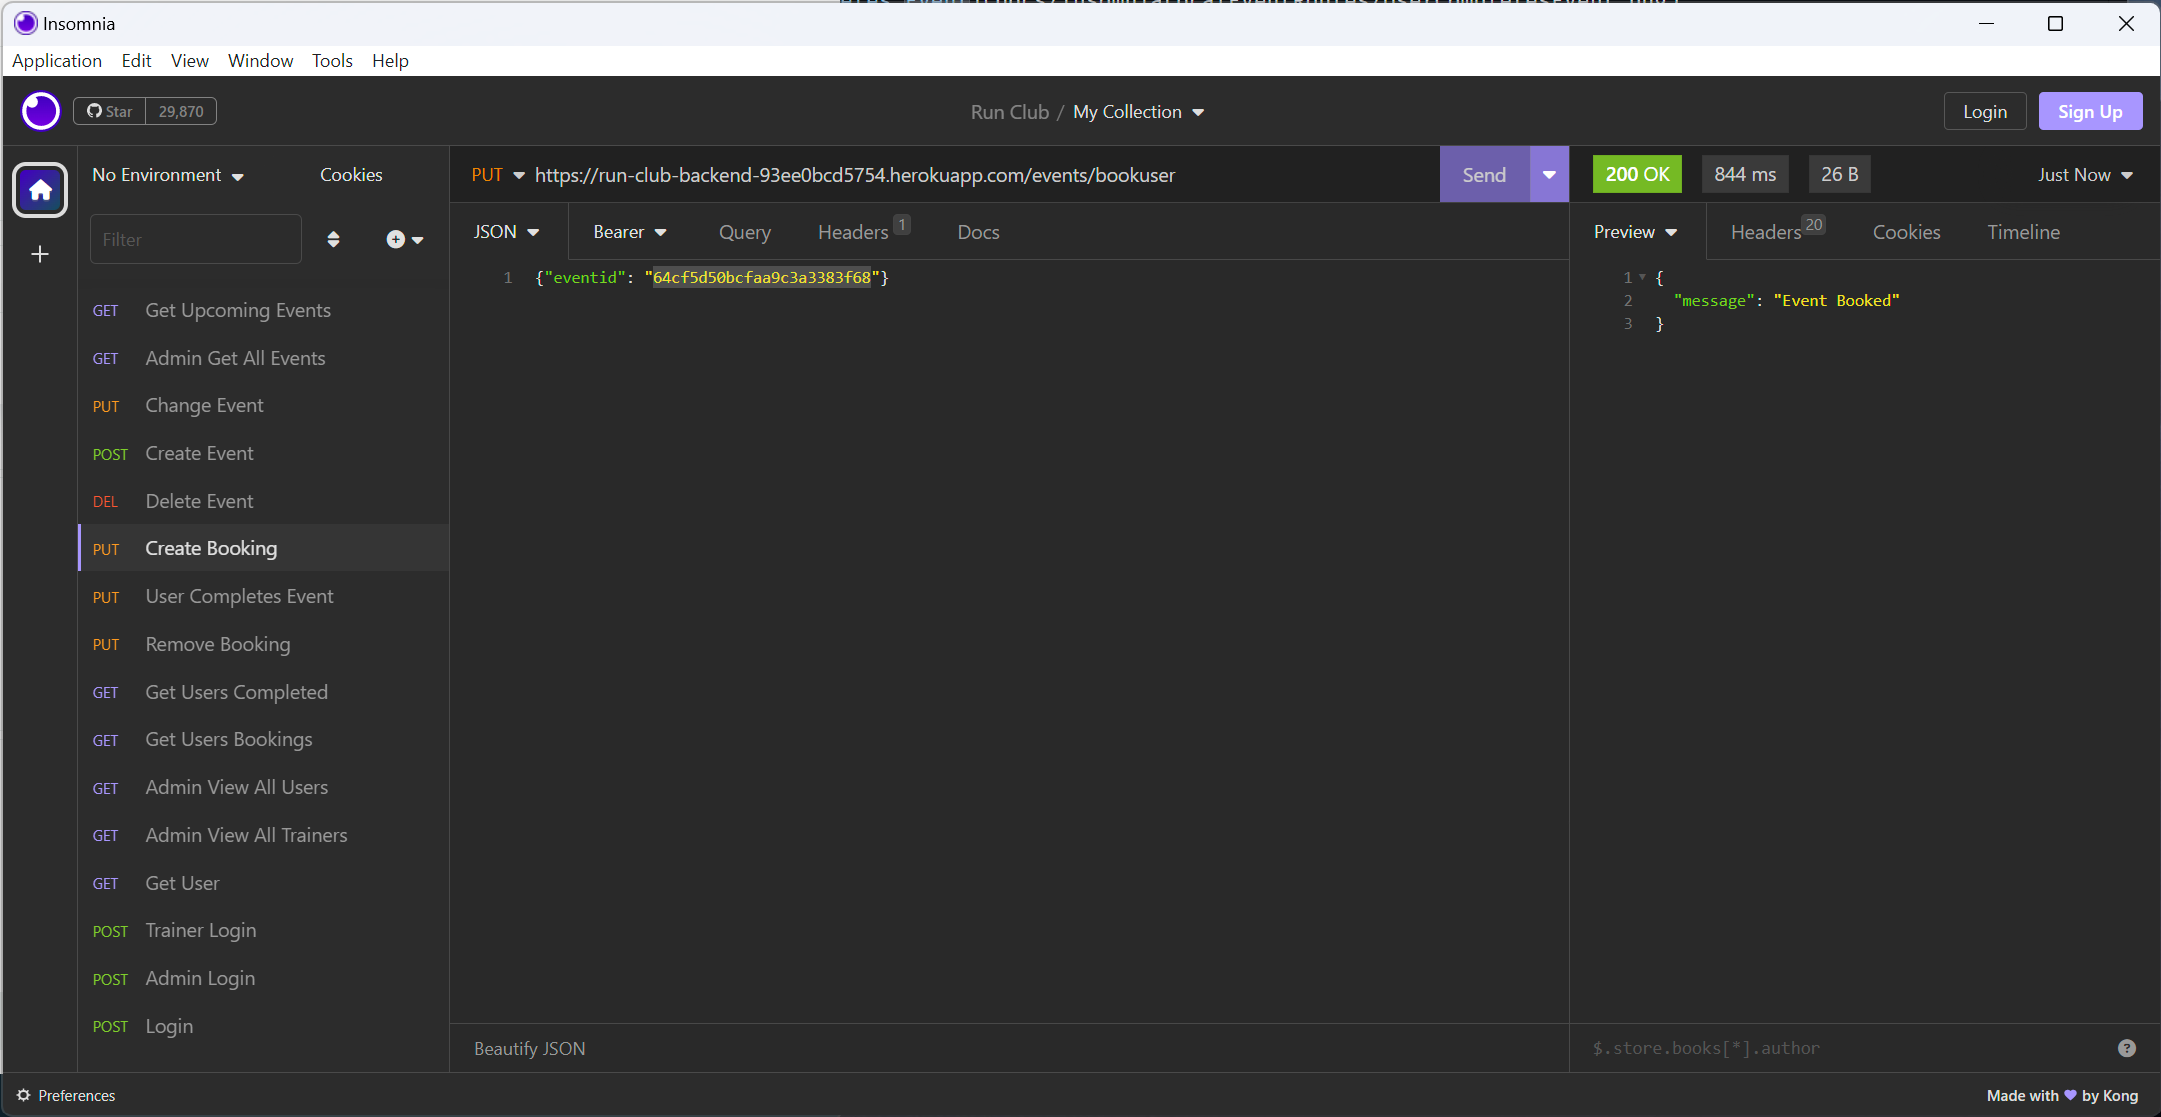 Insomnia
Application Edit View Window Tools Help
Star 29,870
Run Club / My Collection
Login Sign Up
No Environment Cookies
PUT https://run-club-backend-93ee0bcd5754.herokuapp.com/events/bookuser Send
200 OK 844 ms 26 B Just Now
Filter
JSON Bearer Query Headers 1 Docs
Preview Headers 20 Cookies Timeline
1 {"eventid": "64cf5d50bcfaa9c3a3383f68"}
1 {
2 "message": "Event Booked"
3 }
GET Get Upcoming Events
GET Admin Get All Events
PUT Change Event
POST Create Event
DEL Delete Event
PUT Create Booking
PUT User Completes Event
PUT Remove Booking
GET Get Users Completed
GET Get Users Bookings
GET Admin View All Users
GET Admin View All Trainers
GET Get User
POST Trainer Login
POST Admin Login
POST Login
Beautify JSON
$.store.books[*].author ?
Preferences
Made with 💜 by Kong